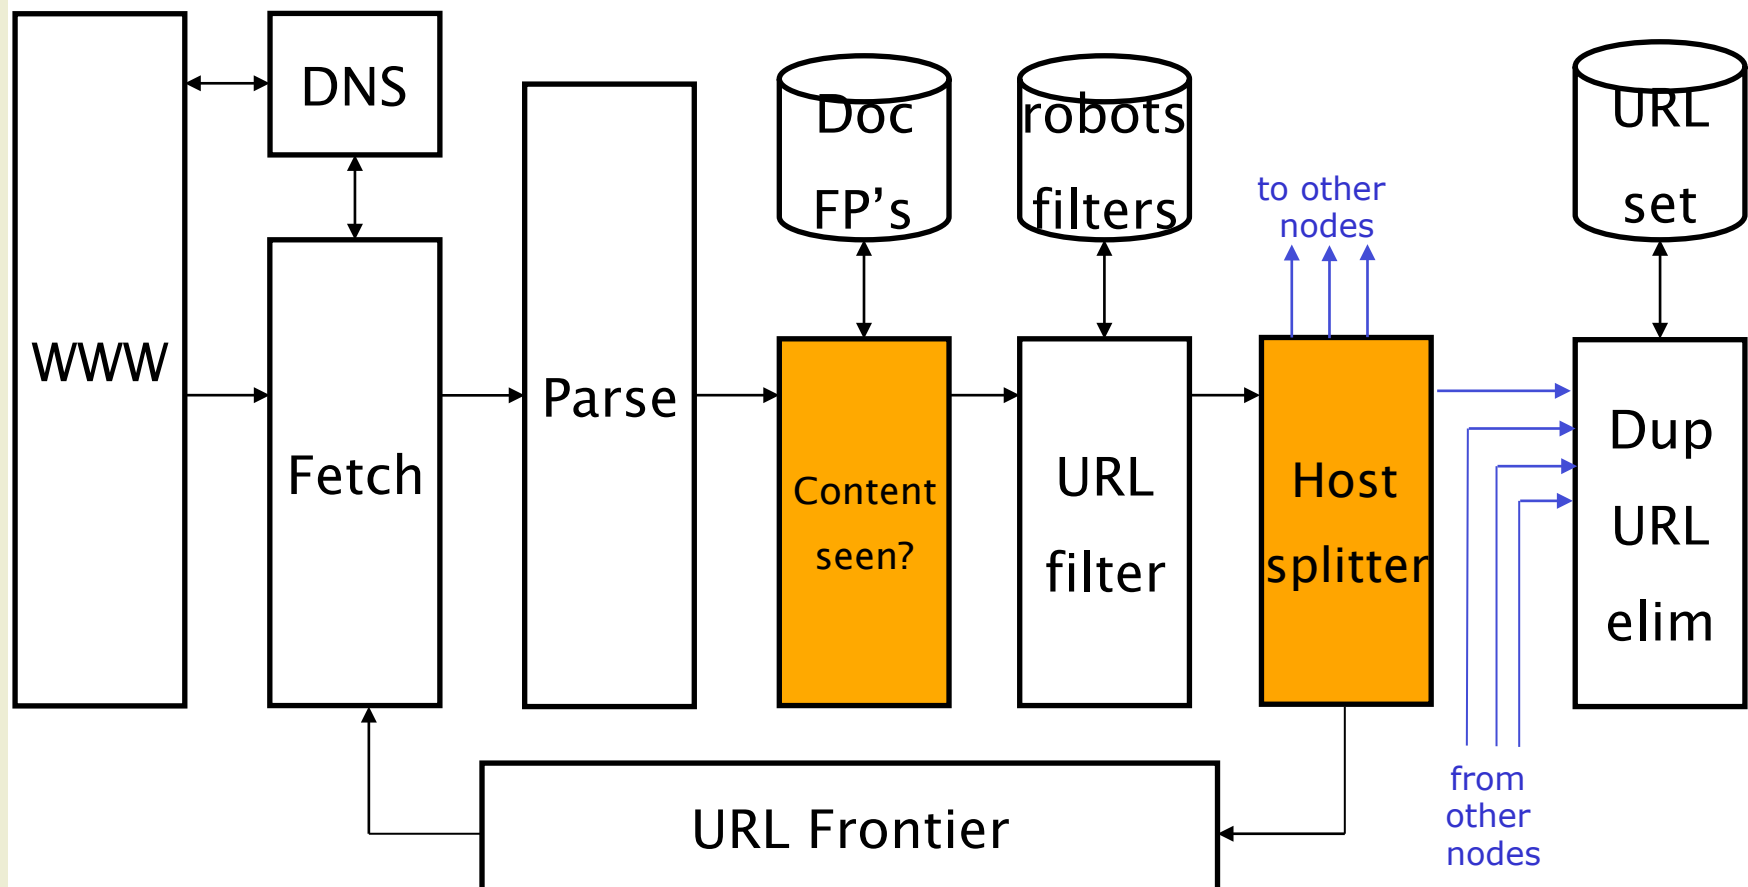 WWW
DNS
Fetch
Parse
Doc
FP’s
Content
seen?
robots
filters
URL
filter
to other
nodes
Host
splitter
URL
set
Dup
URL
elim
from
other
nodes
URL Frontier